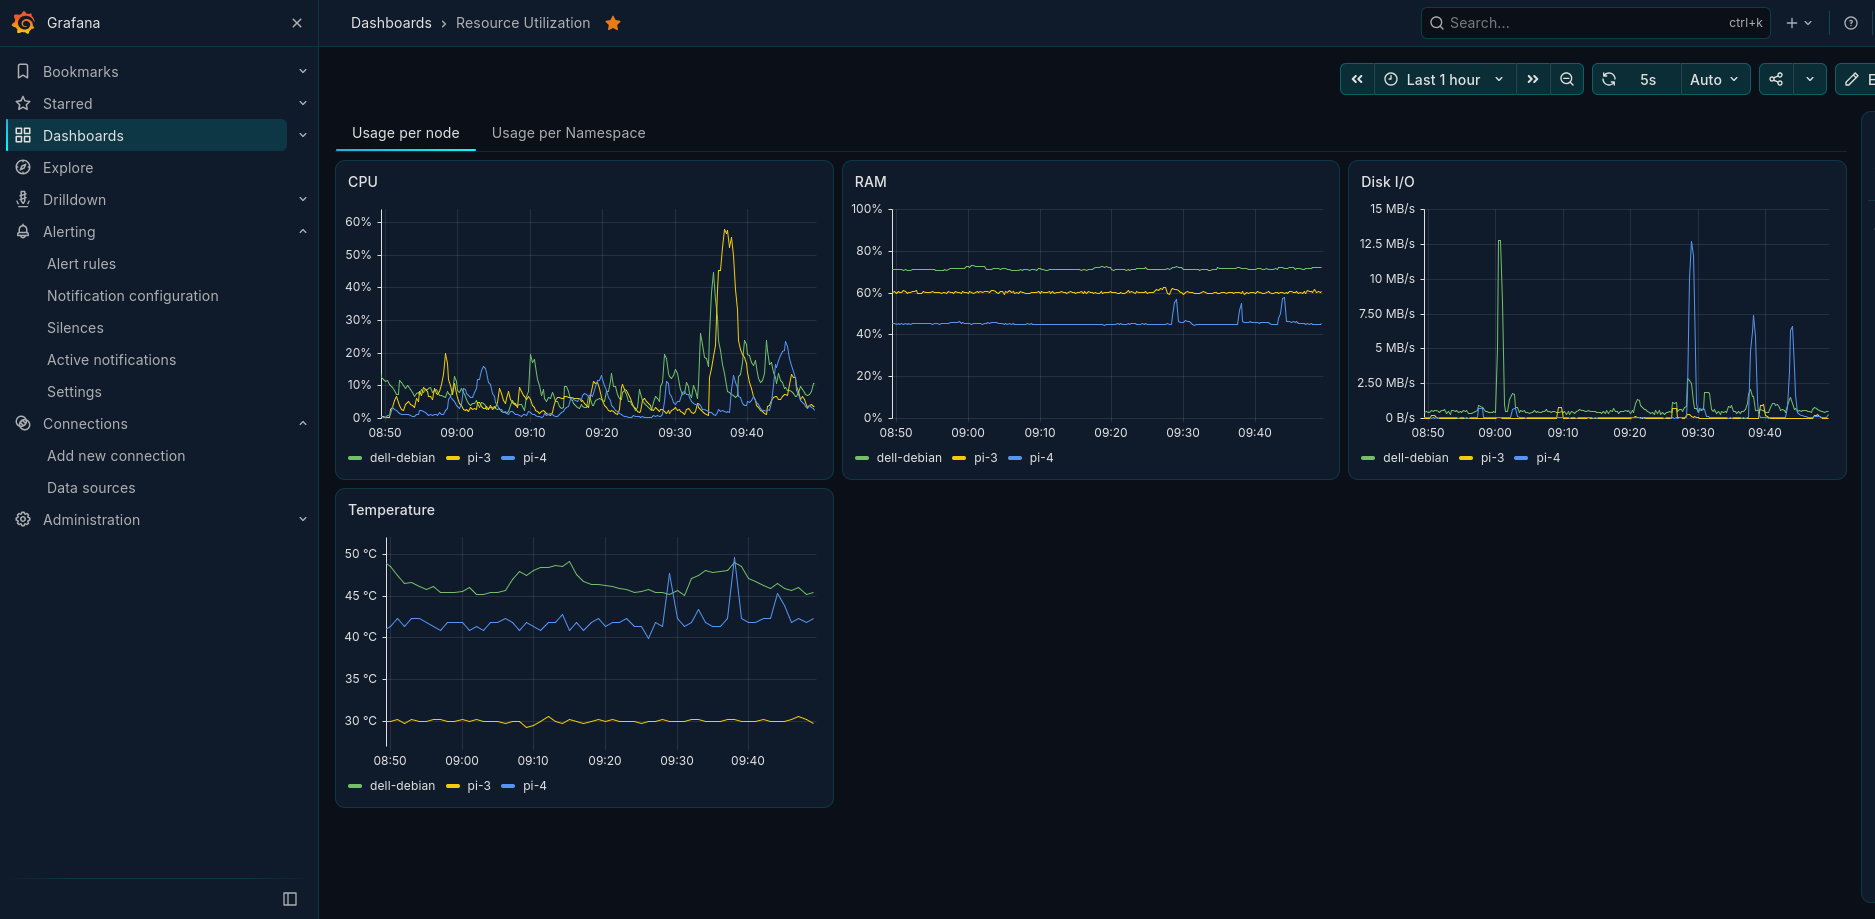 Grafana
Dashboards › Resource Utilization
Search...
ctrl+k
Bookmarks
Starred
Dashboards
Explore
Drilldown
Alerting
Alert rules
Notification configuration
Silences
Active notifications
Settings
Connections
Add new connection
Data sources
Administration
Last 1 hour
5s
Auto
Usage per node
Usage per Namespace
CPU
60%
50%
40%
30%
20%
10%
0%
08:50 09:00 09:10 09:20 09:30 09:40
dell-debian pi-3 pi-4
RAM
100%
80%
60%
40%
20%
0%
08:50 09:00 09:10 09:20 09:30 09:40
dell-debian pi-3 pi-4
Disk I/O
15 MB/s
12.5 MB/s
10 MB/s
7.50 MB/s
5 MB/s
2.50 MB/s
0 B/s
08:50 09:00 09:10 09:20 09:30 09:40
dell-debian pi-3 pi-4
Temperature
50 °C
45 °C
40 °C
35 °C
30 °C
08:50 09:00 09:10 09:20 09:30 09:40
dell-debian pi-3 pi-4